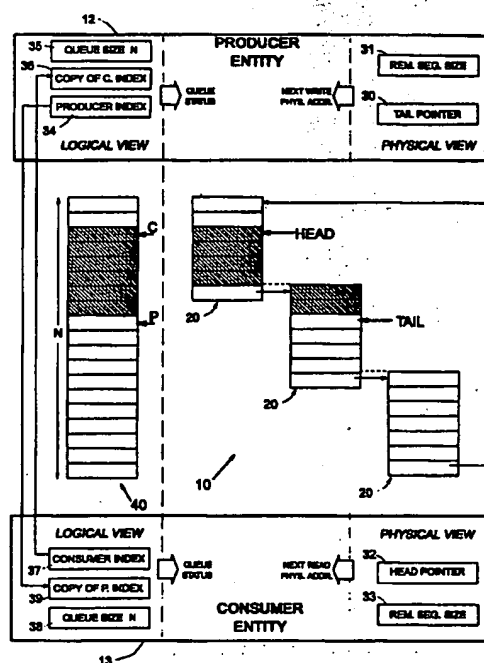 12
35
QUEUE SIZE N
36
COPY OF C. INDEX
PRODUCER INDEX
34
LOGICAL VIEW
PRODUCER
ENTITY
QUEUE
STATUS
NEXT WRITE
PHYS. ADDR.
31
REM. SEQ. SIZE
30
TAIL POINTER
PHYSICAL VIEW
C
N
P
40
HEAD
20
TAIL
20
10
20
LOGICAL VIEW
CONSUMER INDEX
37
COPY OF P. INDEX
39
QUEUE SIZE N
38
QUEUE
STATUS
NEXT READ
PHYS. ADDR.
CONSUMER
ENTITY
PHYSICAL VIEW
32
HEAD POINTER
33
REM. SEQ. SIZE
13